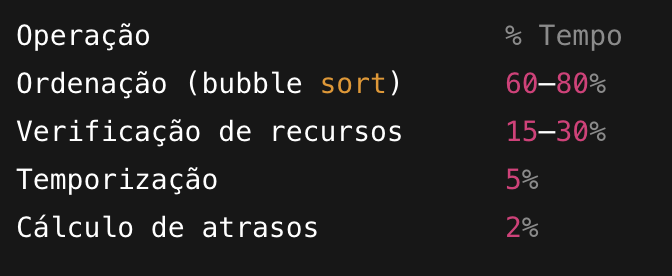 Operação % Tempo
Ordenação (bubble sort) 60–80%
Verificação de recursos 15–30%
Temporização 5%
Cálculo de atrasos 2%